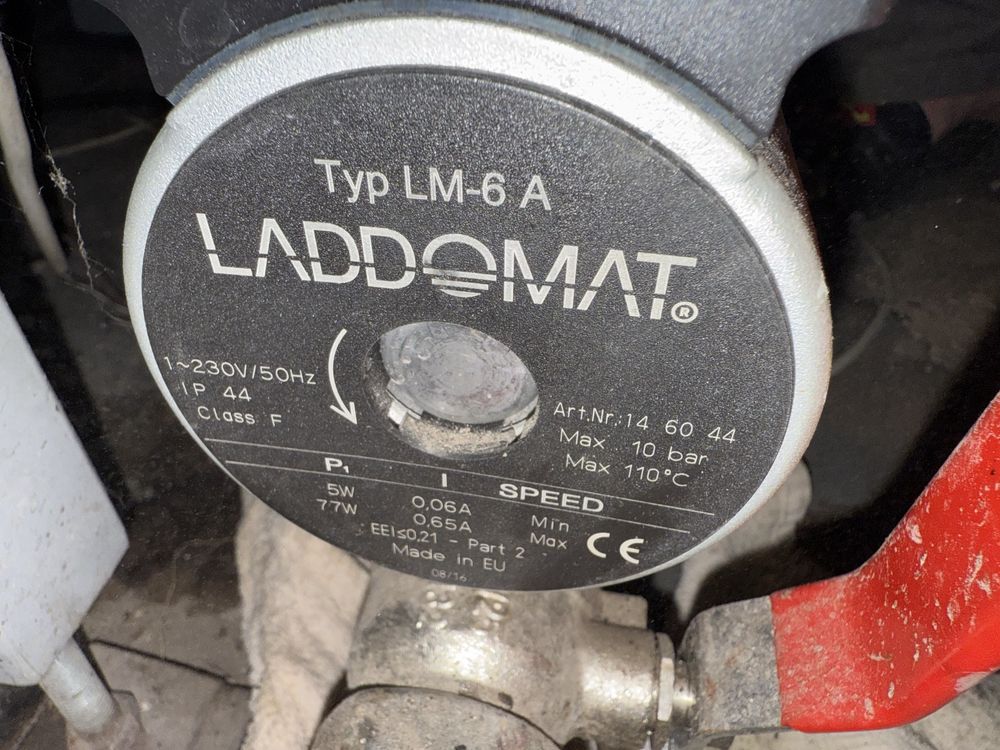 Typ LM-6 A
LADDOMAT®
1~230V/50Hz
IP 44
Class F
Art.Nr.:14 60 44
Max. 10 bar
Max 110°C
P₁ I SPEED
5W 0,06A Min
77W 0,65A Max
CE
EEI≤0,21 - Part 2
Made in EU
08/16